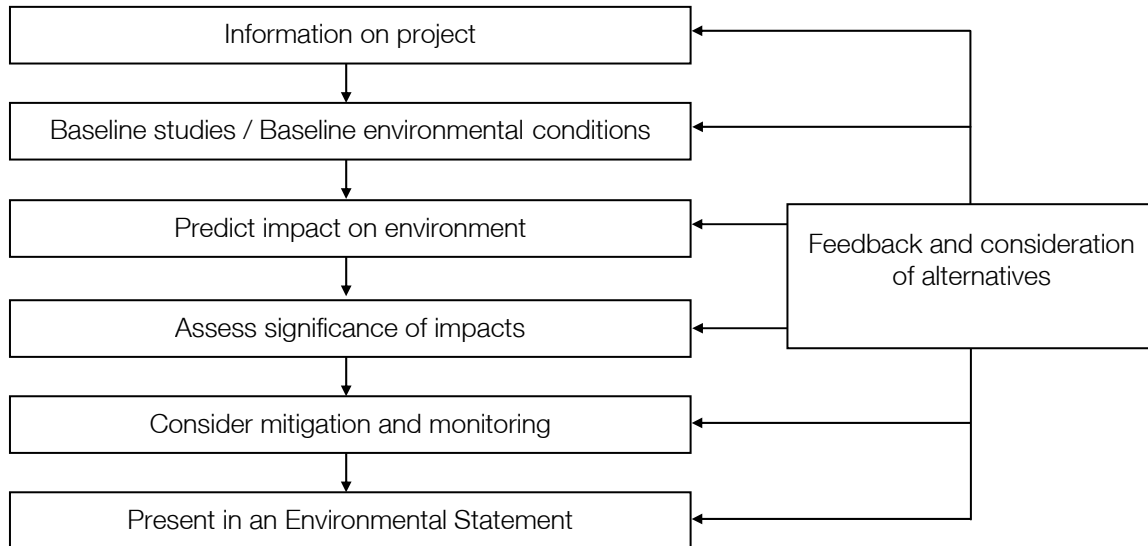 Information on project
Baseline studies / Baseline environmental conditions
Predict impact on environment
Feedback and consideration
of alternatives
Assess significance of impacts
Consider mitigation and monitoring
Present in an Environmental Statement